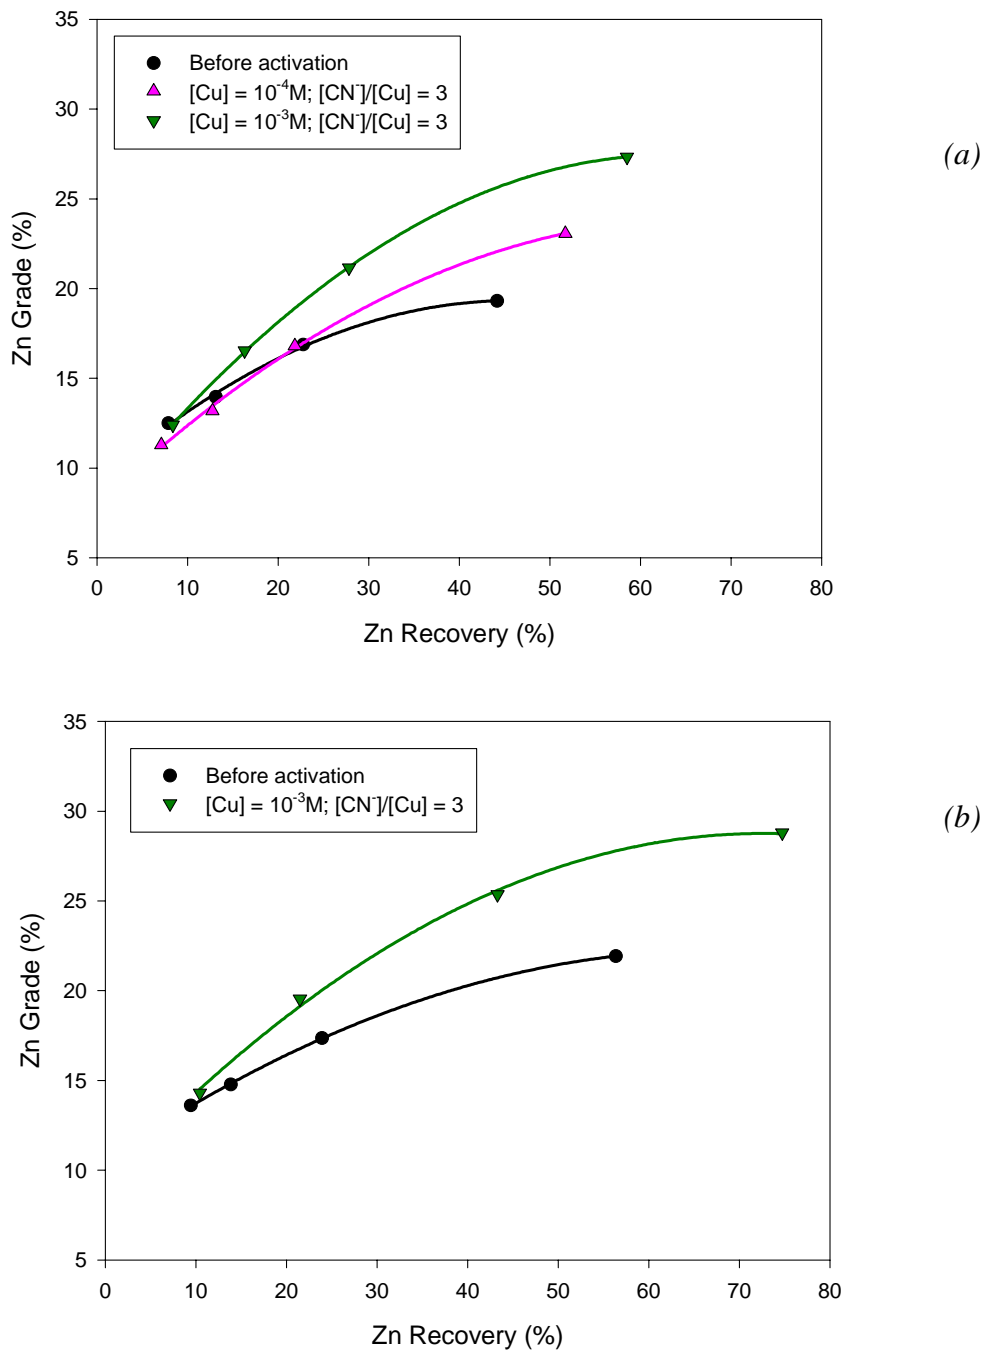 35
30
25
20
15
10
5
Zn Grade (%)
Before activation
[Cu] = 10⁻⁴M; [CN⁻]/[Cu] = 3
[Cu] = 10⁻³M; [CN⁻]/[Cu] = 3
(a)
0 10 20 30 40 50 60 70 80
Zn Recovery (%)
35
30
25
20
15
10
5
Zn Grade (%)
Before activation
[Cu] = 10⁻³M; [CN⁻]/[Cu] = 3
(b)
0 10 20 30 40 50 60 70 80
Zn Recovery (%)